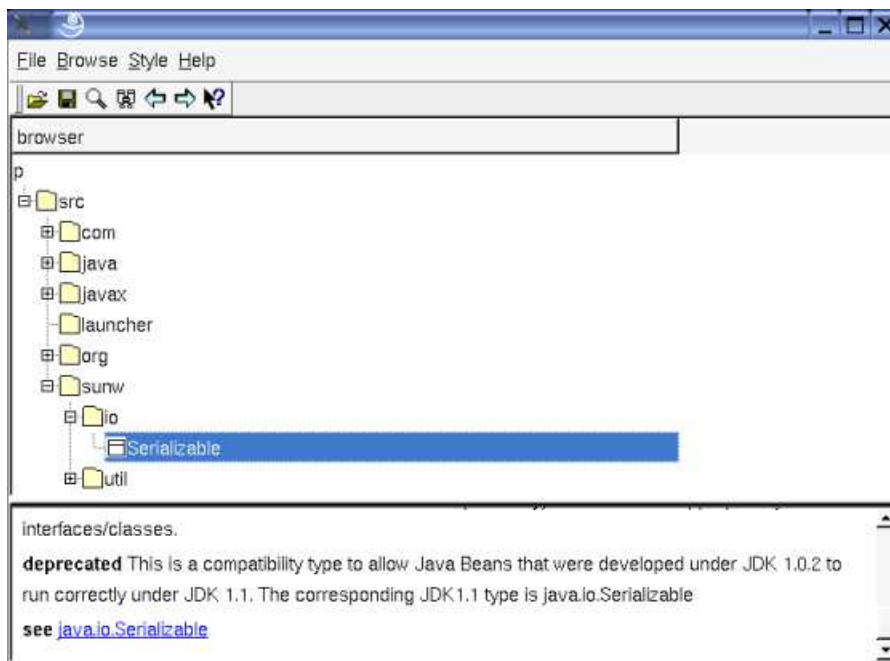 File Browse Style Help
browser
p
src
com
java
javax
launcher
org
sunw
io
Serializable
util
interfaces/classes.
deprecated This is a compatibility type to allow Java Beans that were developed under JDK 1.0.2 to
run correctly under JDK 1.1. The corresponding JDK1.1 type is java.io.Serializable
see java.io.Serializable